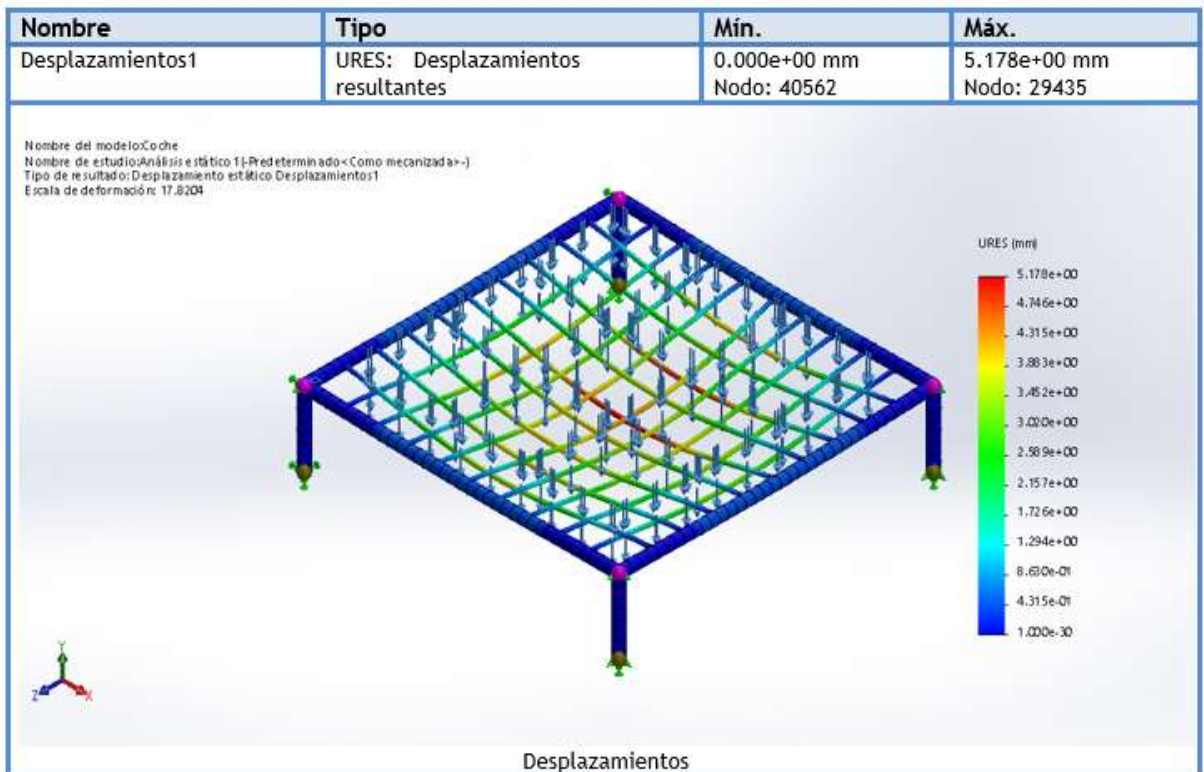 Nombre Tipo Mín. Máx.
Desplazamientos1 URES: Desplazamientos 0.000e+00 mm 5.178e+00 mm
resultantes Nodo: 40562 Nodo: 29435
Nombre del modelo:Coche
Nombre de estudio:Análisis estático 1(-Predeterminado<Como mecanizada>-)
Tipo de resultado: Desplazamiento estático Desplazamientos1
Escala de deformación: 17.8204
URES (mm)
5.178e+00
4.746e+00
4.315e+00
3.883e+00
3.452e+00
3.020e+00
2.589e+00
2.157e+00
1.726e+00
1.294e+00
8.630e-01
4.315e-01
1.000e-30
Y
Z X
Desplazamientos